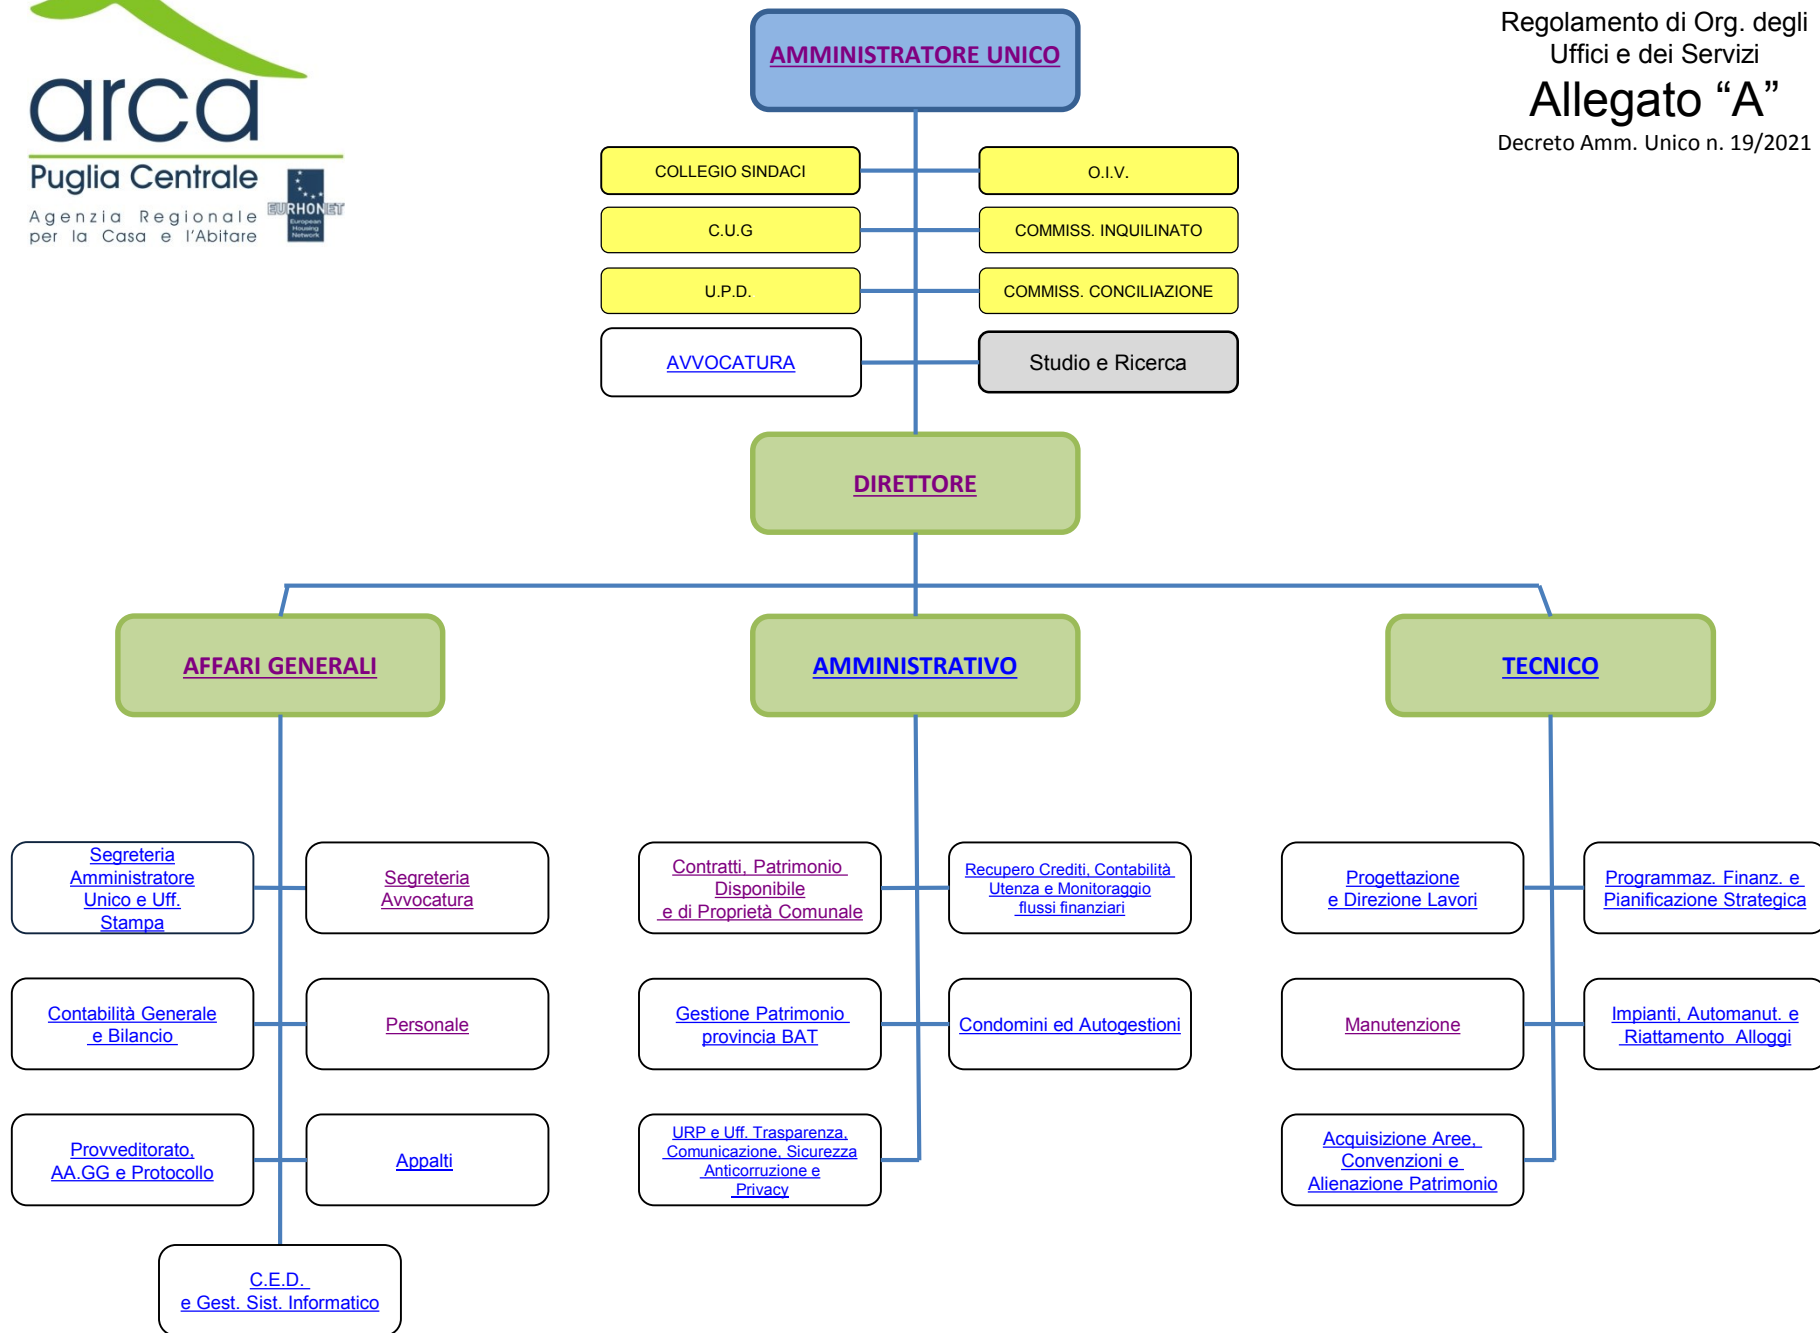 arca
Puglia Centrale
Agenzia Regionale
per la Casa e l'Abitare
EURHONET
European
Housing
Network
Regolamento di Org. degli
Uffici e dei Servizi
Allegato “A”
Decreto Amm. Unico n. 19/2021
AMMINISTRATORE UNICO
COLLEGIO SINDACI
O.I.V.
C.U.G
COMMISS. INQUILINATO
U.P.D.
COMMISS. CONCILIAZIONE
AVVOCATURA
Studio e Ricerca
DIRETTORE
AFFARI GENERALI
AMMINISTRATIVO
TECNICO
Segreteria
Amministratore
Unico e Uff.
Stampa
Segreteria
Avvocatura
Contabilità Generale
e Bilancio
Personale
Provveditorato,
AA.GG e Protocollo
Appalti
C.E.D.
e Gest. Sist. Informatico
Contratti, Patrimonio
Disponibile
e di Proprietà Comunale
Recupero Crediti, Contabilità
Utenza e Monitoraggio
flussi finanziari
Gestione Patrimonio
provincia BAT
Condomini ed Autogestioni
URP e Uff. Trasparenza,
Comunicazione, Sicurezza
Anticorruzione e
Privacy
Progettazione
e Direzione Lavori
Programmaz. Finanz. e
Pianificazione Strategica
Manutenzione
Impianti, Automanut. e
Riattamento Alloggi
Acquisizione Aree,
Convenzioni e
Alienazione Patrimonio